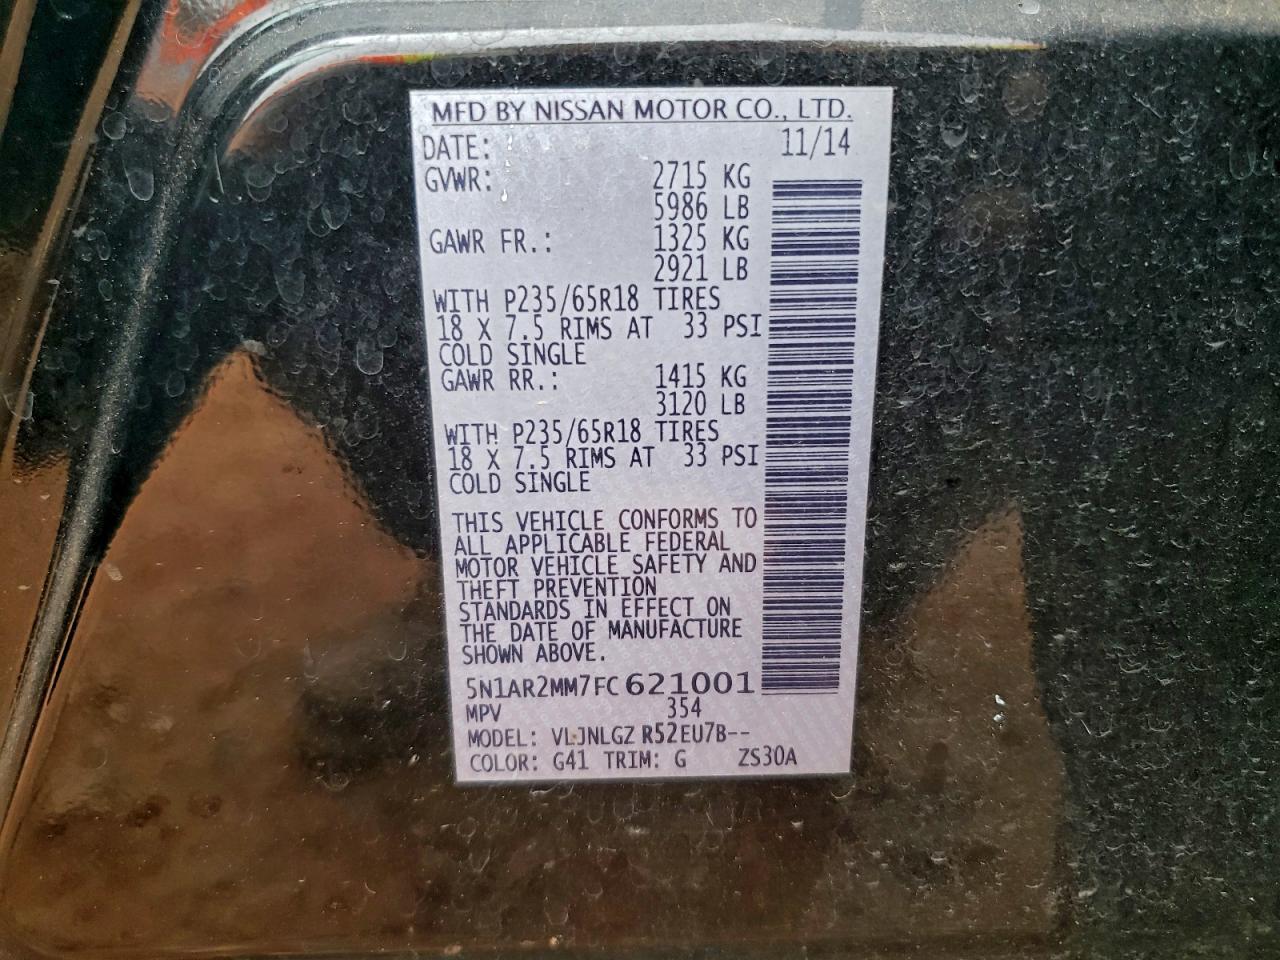 MFD BY NISSAN MOTOR CO., LTD.
DATE: 11/14
GVWR: 2715 KG
5986 LB
GAWR FR.: 1325 KG
2921 LB
WITH P235/65R18 TIRES
18 X 7.5 RIMS AT 33 PSI
COLD SINGLE
GAWR RR.: 1415 KG
3120 LB
WITH P235/65R18 TIRES
18 X 7.5 RIMS AT 33 PSI
COLD SINGLE
THIS VEHICLE CONFORMS TO
ALL APPLICABLE FEDERAL
MOTOR VEHICLE SAFETY AND
THEFT PREVENTION
STANDARDS IN EFFECT ON
THE DATE OF MANUFACTURE
SHOWN ABOVE.
5N1AR2MM7FC621001
MPV 354
MODEL: VLJNLGZ R52EU7B--
COLOR: G41 TRIM: G ZS30A